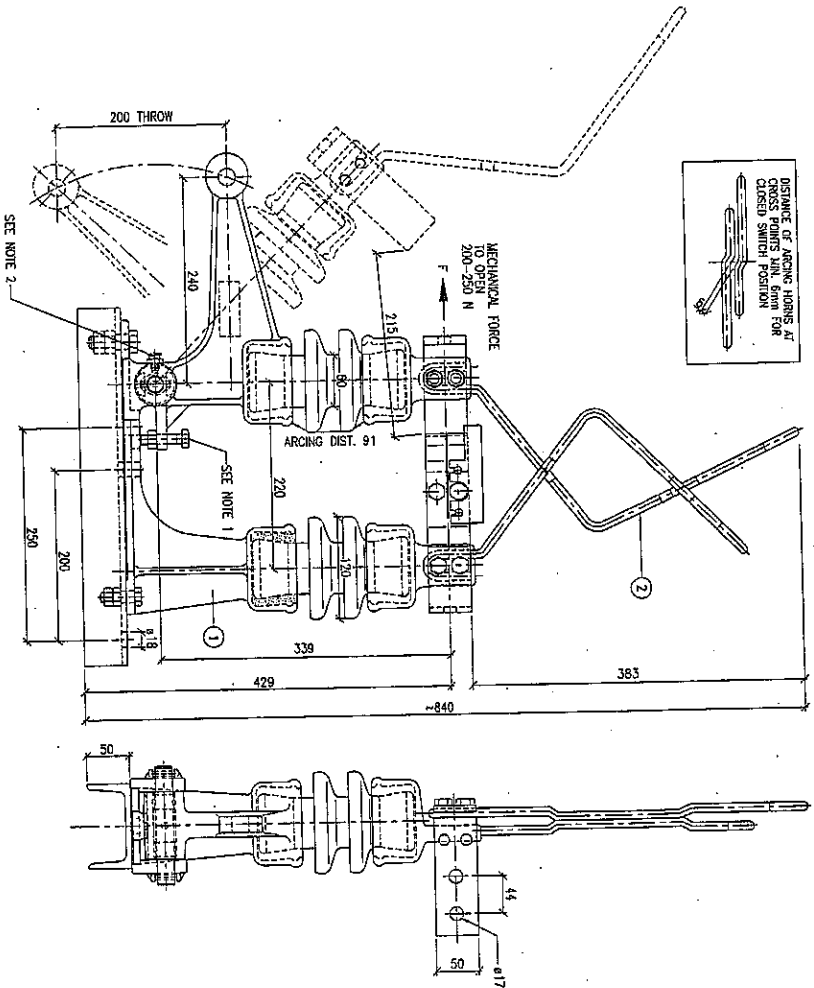 DISTANCE OF ARCING HORNS AT
CROSS POINTS MIN. 6mm FOR
CLOSED SWITCH POSITION
200 THROW
MECHANICAL FORCE
TO OPEN
200-250 N
F
SEE NOTE 2
240
215
60
ARCING DIST. 91
SEE NOTE 1
220
120
250
200
ø18
1
2
339
429
383
~840
50
44
50
ø17